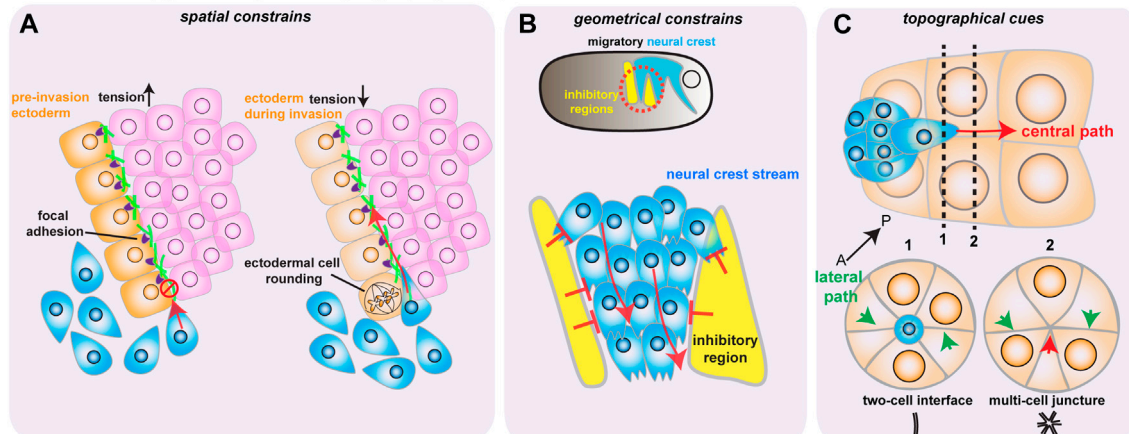 A
spatial constrains
pre-invasion
ectoderm
tension
ectoderm
during invasion
tension
focal
adhesion
ectodermal cell
rounding
B
geometrical constrains
migratory neural crest
inhibitory
regions
neural crest stream
inhibitory
region
C
topographical cues
central path
1
2
P
A
lateral
path
1
2
two-cell interface
multi-cell juncture